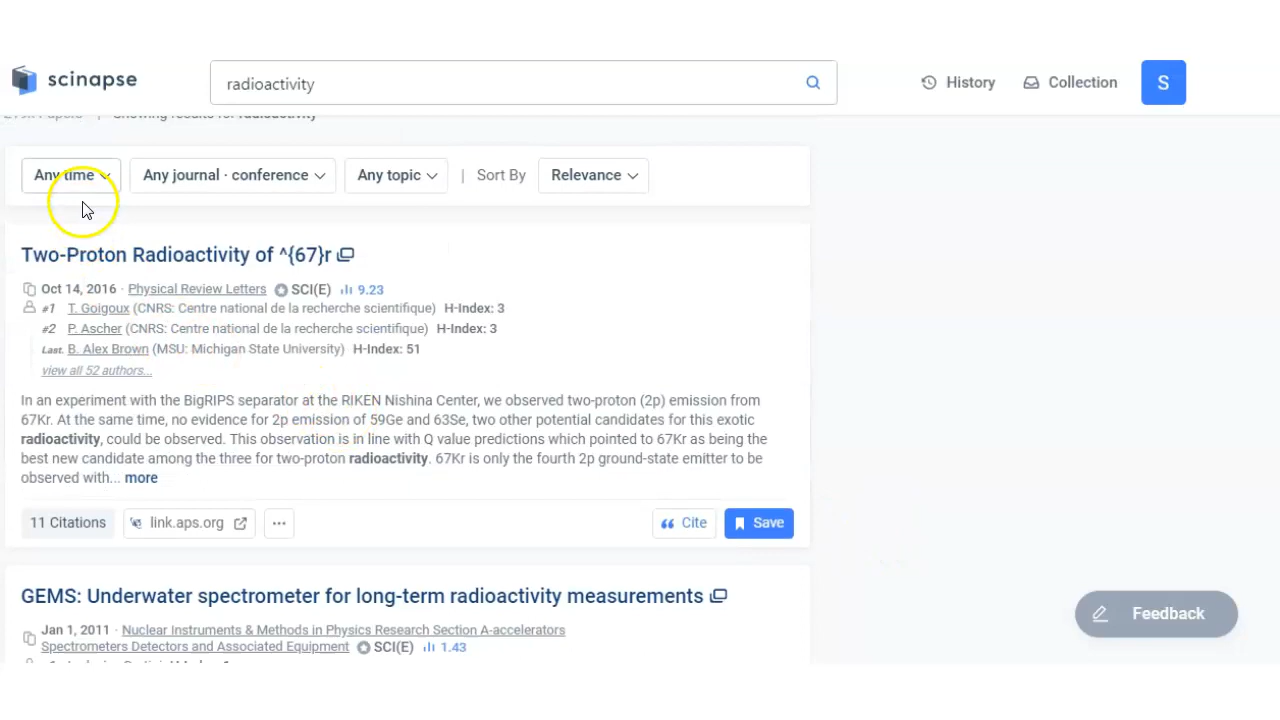 scinapse
radioactivity
History
Collection
S
Showing results for radioactivity
Any time
Any journal · conference
Any topic
| Sort By
Relevance
Two-Proton Radioactivity of ^{67}r
Oct 14, 2016 · Physical Review Letters SCI(E) 9.23
#1 T. Goigoux (CNRS: Centre national de la recherche scientifique) H-Index: 3
#2 P. Ascher (CNRS: Centre national de la recherche scientifique) H-Index: 3
Last. B. Alex Brown (MSU: Michigan State University) H-Index: 51
view all 52 authors...
In an experiment with the BigRIPS separator at the RIKEN Nishina Center, we observed two-proton (2p) emission from
67Kr. At the same time, no evidence for 2p emission of 59Ge and 63Se, two other potential candidates for this exotic
radioactivity, could be observed. This observation is in line with Q value predictions which pointed to 67Kr as being the
best new candidate among the three for two-proton radioactivity. 67Kr is only the fourth 2p ground-state emitter to be
observed with... more
11 Citations
link.aps.org
...
Cite
Save
GEMS: Underwater spectrometer for long-term radioactivity measurements
Jan 1, 2011 · Nuclear Instruments & Methods in Physics Research Section A-accelerators
Spectrometers Detectors and Associated Equipment SCI(E) 1.43
Feedback